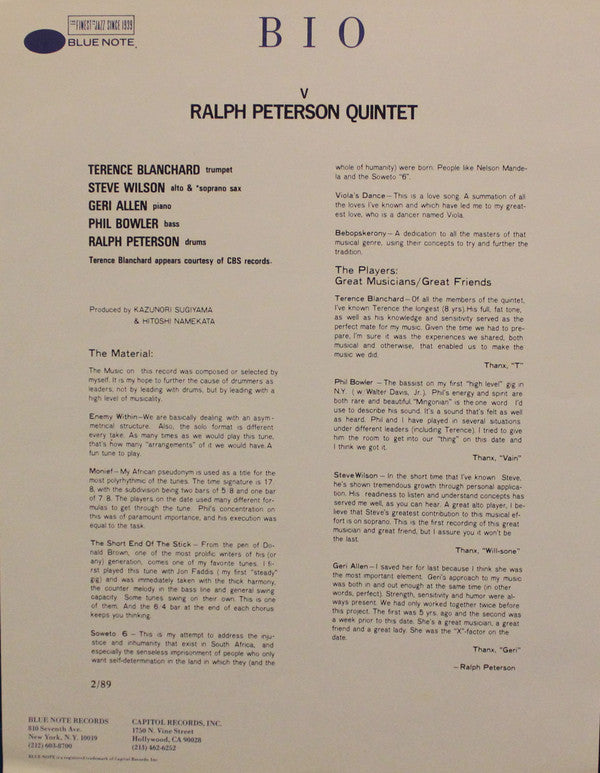 THE FINEST IN JAZZ SINCE 1939
BLUE NOTE
BIO
V
RALPH PETERSON QUINTET
TERENCE BLANCHARD trumpet
STEVE WILSON alto & *soprano sax
GERI ALLEN piano
PHIL BOWLER bass
RALPH PETERSON drums
Terence Blanchard appears courtesy of CBS records.
Produced by KAZUNORI SUGIYAMA
& HITOSHI NAMEKATA
The Material:
The Music on this record was composed or selected by
myself. It is my hope to further the cause of drummers as
leaders, not by leading with drums, but by leading with a
high level of musicality.
Enemy Within—We are basically dealing with an asym-
metrical structure. Also, the solo format is different
every take. As many times as we would play this tune,
that's how many "arrangements" of it we would have. A
fun tune to play.
Monief—My African pseudonym is used as a title for the
most polyrhythmic of the tunes. The time signature is 17
8, with the subdivision being two bars of 5 8 and one bar
of 7 8. The players on the date used many different for-
mulas to get through the tune. Phil's concentration on
this was of paramount importance, and his execution was
equal to the task.
The Short End Of The Stick — From the pen of Do-
nald Brown, one of the most prolific writers of his (or
any) generation, comes one of my favorite tunes. I fi-
rst played this tune with Jon Faddis (my first "steady"
gig) and was immediately taken with the thick harmony,
the counter melody in the bass line and general swing
capacity. Some tunes swing on their own. This is one
of them. And the 6 4 bar at the end of each chorus
keeps you thinking.
Soweto 6 — This is my attempt to address the inju-
stice and inhumanity that exist in South Africa, and
especially the senseless imprisonment of people who only
want self-determination in the land in which they (and the
2/89
whole of humanity) were born. People like Nelson Mande-
la and the Soweto "6".
Viola's Dance—This is a love song. A summation of all
the loves I've known and which have led me to my great-
est love, who is a dancer named Viola.
Bebopskerony—A dedication to all the masters of that
musical genre, using their concepts to try and further the
tradition.
The Players:
Great Musicians/Great Friends
Terence Blanchard—Of all the members of the quintet,
I've known Terence the longest (8 yrs). His full, fat tone,
as well as his knowledge and sensitivity served as the
perfect mate for my music. Given the time we had to pre-
pare, I'm sure it was the experiences we shared, both
musical and otherwise, that enabled us to make the
music we did.
Thanx, "T"
Phil Bowler — The bassist on my first "high level" gig in
N.Y. (w/Walter Davis, Jr.). Phil's energy and spirit are
both rare and beautiful. "Mingonian" is the one word I'd
use to describe his sound. It's a sound that's felt as well
as heard. Phil and I have played in several situations
under different leaders (including Terence). I tried to give
him the room to get into our "thing" on this date and
I think we got it.
Thanx, "Vain"
Steve Wilson — In the short time that I've known Steve,
he's shown tremendous growth through personal applica-
tion. His readiness to listen and understand concepts has
served me well, as you can hear. A great alto player, I be-
lieve that Steve's greatest contribution to this musical ef-
fort is on soprano. This is the first recording of this great
musician and great friend, but I assure you it won't be
the last.
Thanx, "Will-sone"
Geri Allen—I saved her for last because I think she was
the most important element. Geri's approach to my music
was both in and out enough at the same time (in other
words, perfect). Strength, sensitivity and humor were al-
ways present. We had only worked together twice before
this project. The first was 5 yrs. ago and the second was
a week prior to this date. She's a great musician, a great
friend and a great lady. She was the "X"-factor on the
date.
Thanx, "Geri"
—Ralph Peterson
BLUE NOTE RECORDS
810 Seventh Ave.
New York, N.Y. 10019
(212) 603-8700
CAPITOL RECORDS, INC.
1750 N. Vine Street
Hollywood, CA 90028
(213) 462-6252
BLUE NOTE is a registered trademark of Capitol Records, Inc.